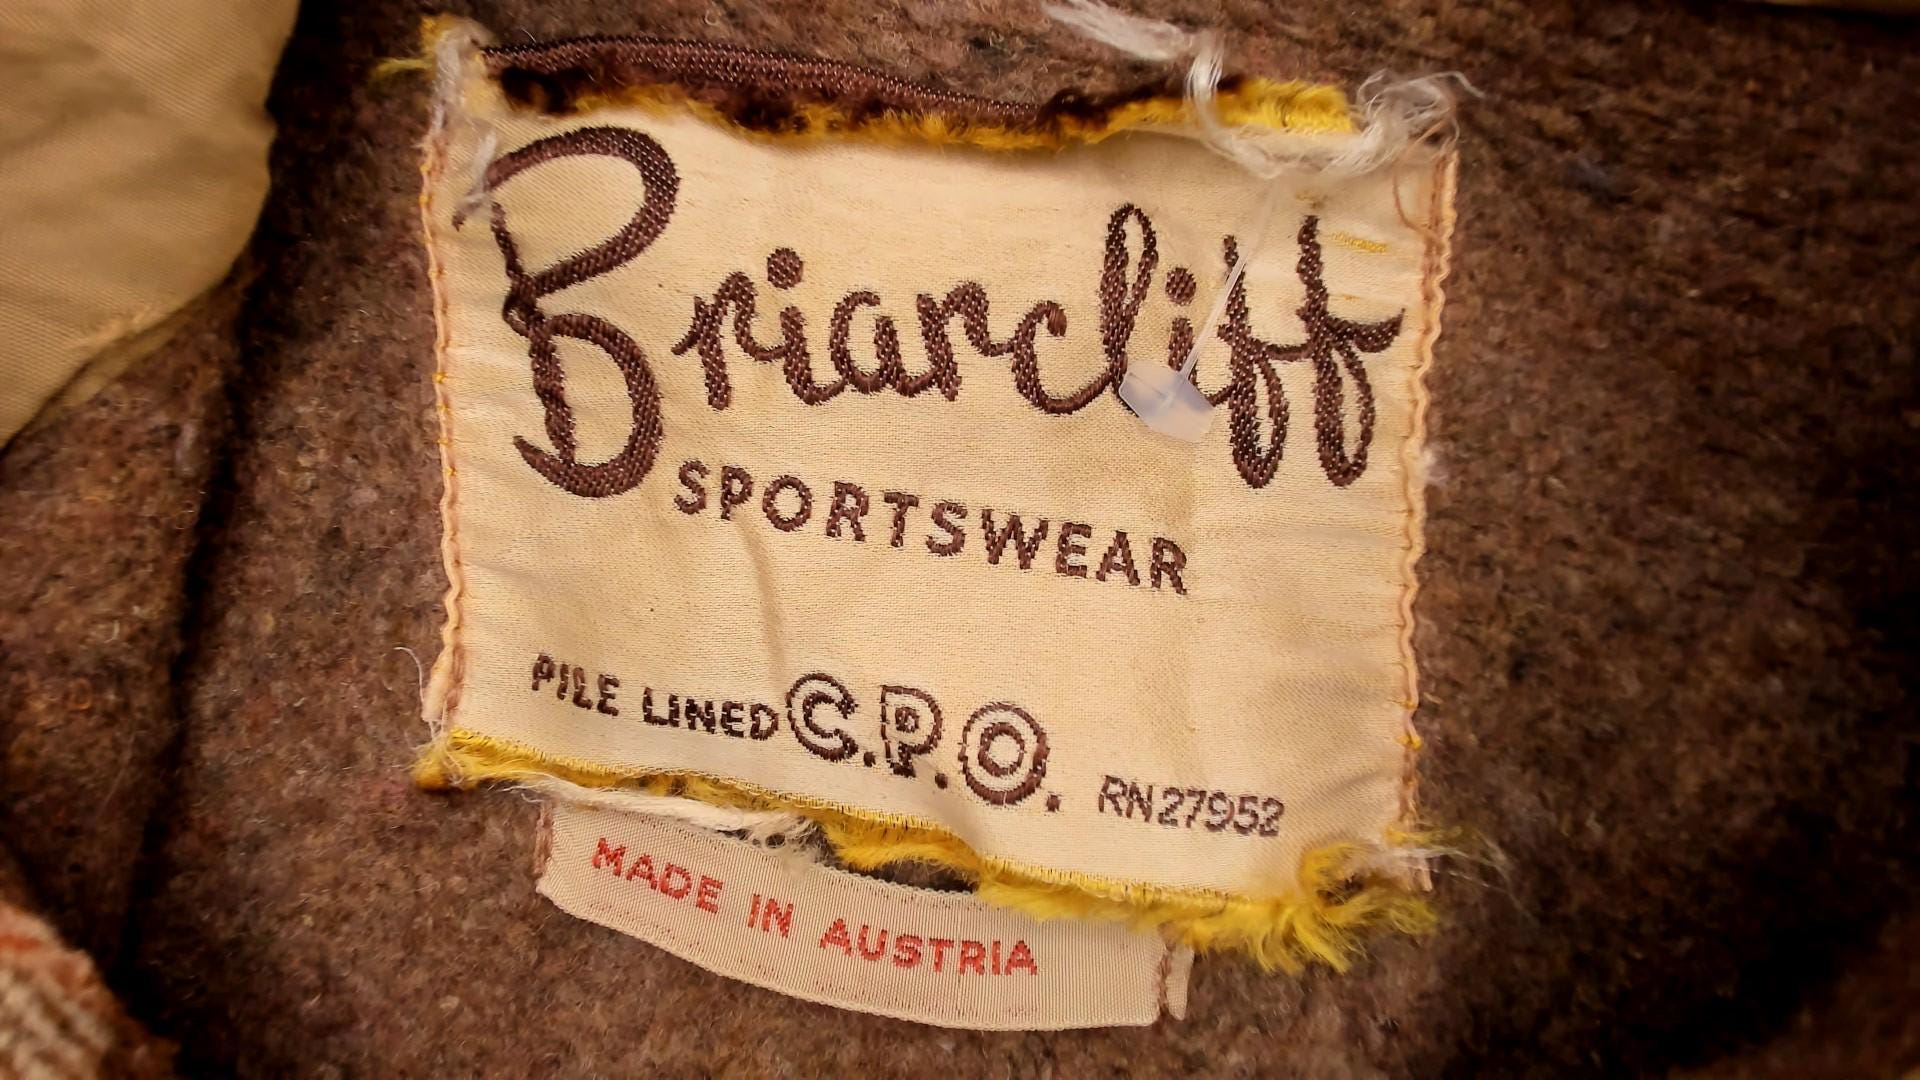 Briarcliff
SPORTSWEAR
PILE LINED C.P.O. RN27952
MADE IN AUSTRIA